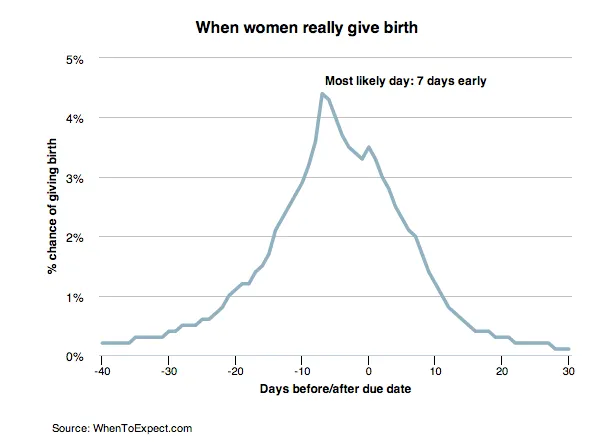 When women really give birth
5%
Most likely day: 7 days early
4%
3%
2%
1%
0%
% chance of giving birth
-40 -30 -20 -10 0 10 20 30
Days before/after due date
Source: WhenToExpect.com